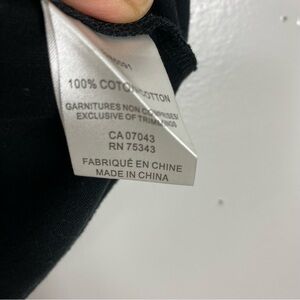 100% COTON/COTTON
GARNITURES NON COMPRISES/
EXCLUSIVE OF TRIMMINGS
CA 07043
RN 75343
FABRIQUÉ EN CHINE
MADE IN CHINA